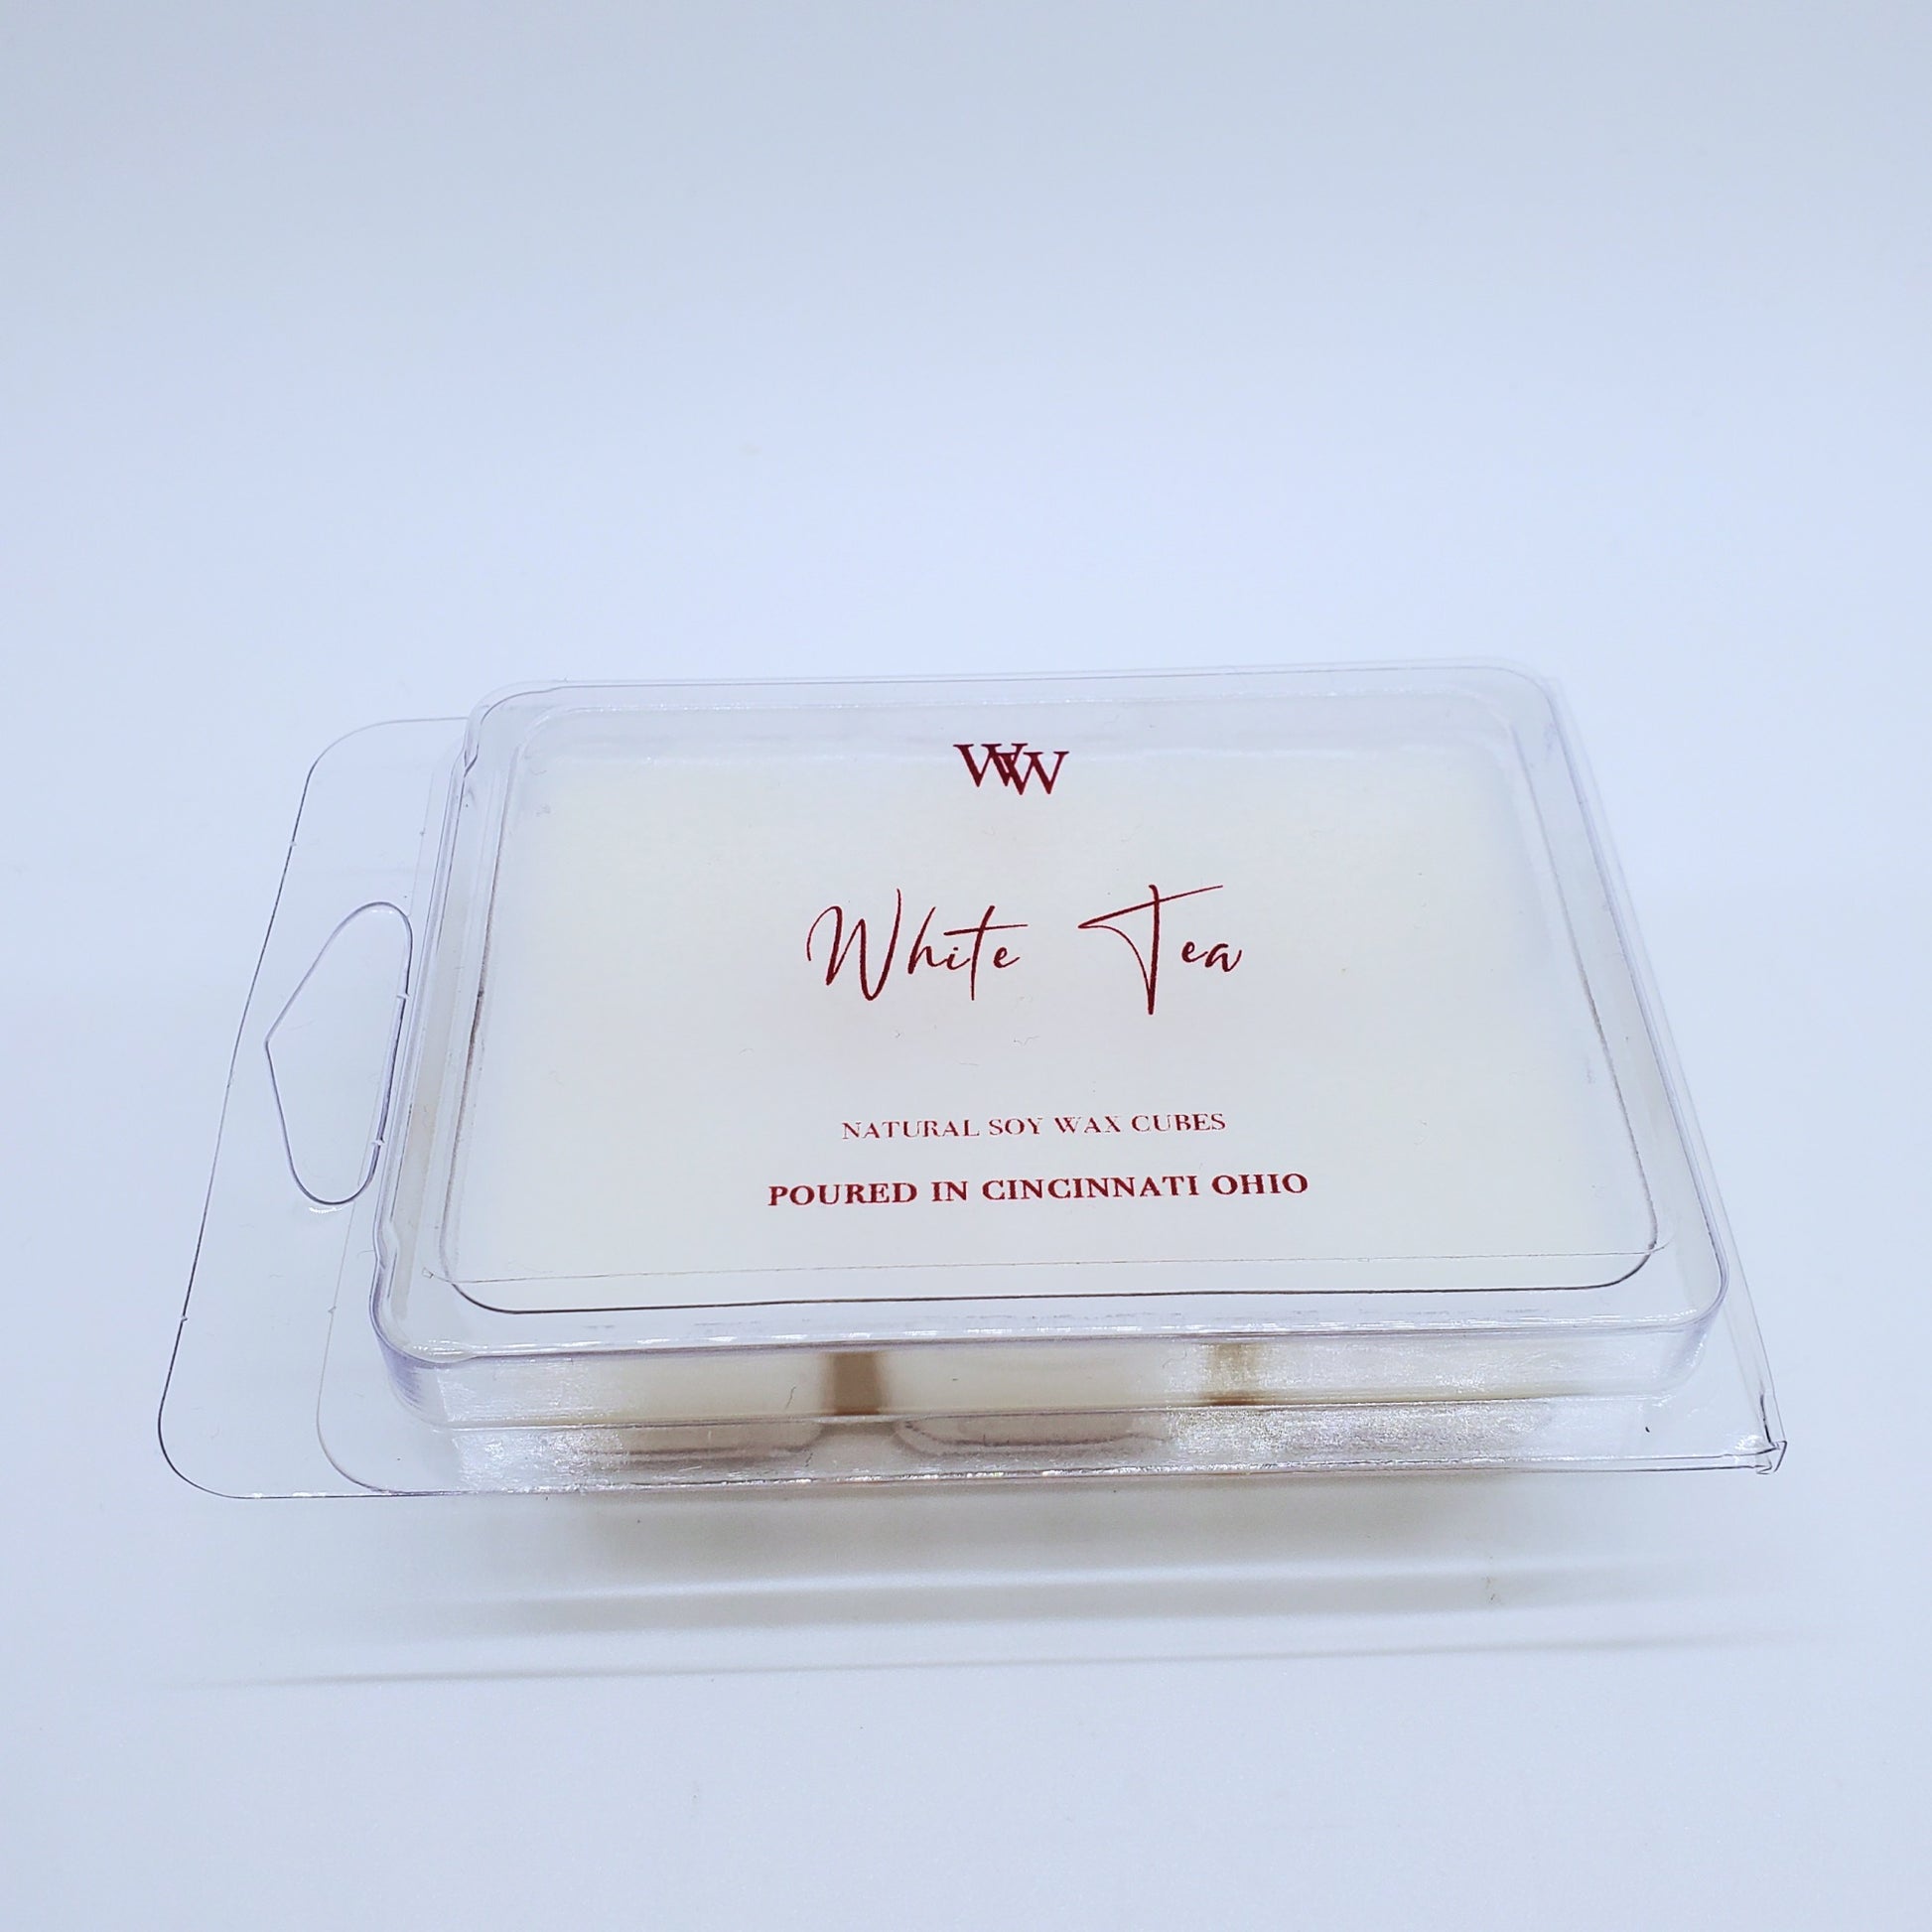 WW
White Tea
NATURAL SOY WAX CUBES
POURED IN CINCINNATI OHIO